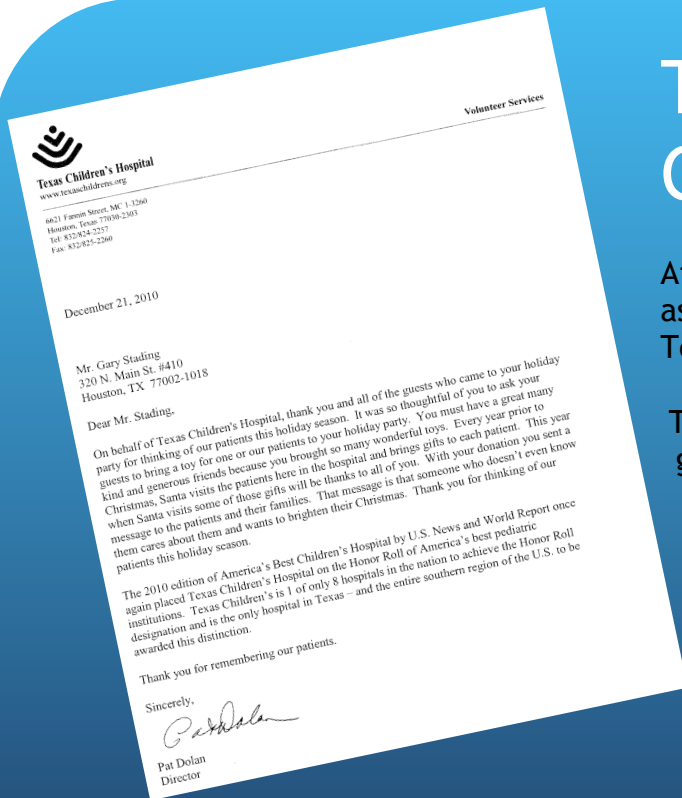 Volunteer Services
Texas Children's Hospital
www.texaschildrens.org
6621 Fannin Street, MC 1-3260
Houston, Texas 77030-2303
Tel: 832/824-2257
Fax: 832/825-2260
December 21, 2010
Mr. Gary Stading
320 N. Main St. #410
Houston, TX 77002-1018
Dear Mr. Stading,
On behalf of Texas Children's Hospital, thank you and all of the guests who came to your holiday
party for thinking of our patients this holiday season. It was so thoughtful of you to ask your
guests to bring a toy for one or our patients to your holiday party. You must have a great many
kind and generous friends because you brought so many wonderful toys. Every year prior to
Christmas, Santa visits the patients here in the hospital and brings gifts to each patient. This year
when Santa visits some of those gifts will be thanks to all of you. With your donation you sent a
message to the patients and their families. That message is that someone who doesn't even know
them cares about them and wants to brighten their Christmas. Thank you for thinking of our
patients this holiday season.
The 2010 edition of America's Best Children's Hospital by U.S. News and World Report once
again placed Texas Children's Hospital on the Honor Roll of America's best pediatric
institutions. Texas Children's is 1 of only 8 hospitals in the nation to achieve the Honor Roll
designation and is the only hospital in Texas – and the entire southern region of the U.S. to be
awarded this distinction.
Thank you for remembering our patients.
Sincerely,
Pat Dolan
Pat Dolan
Director
as